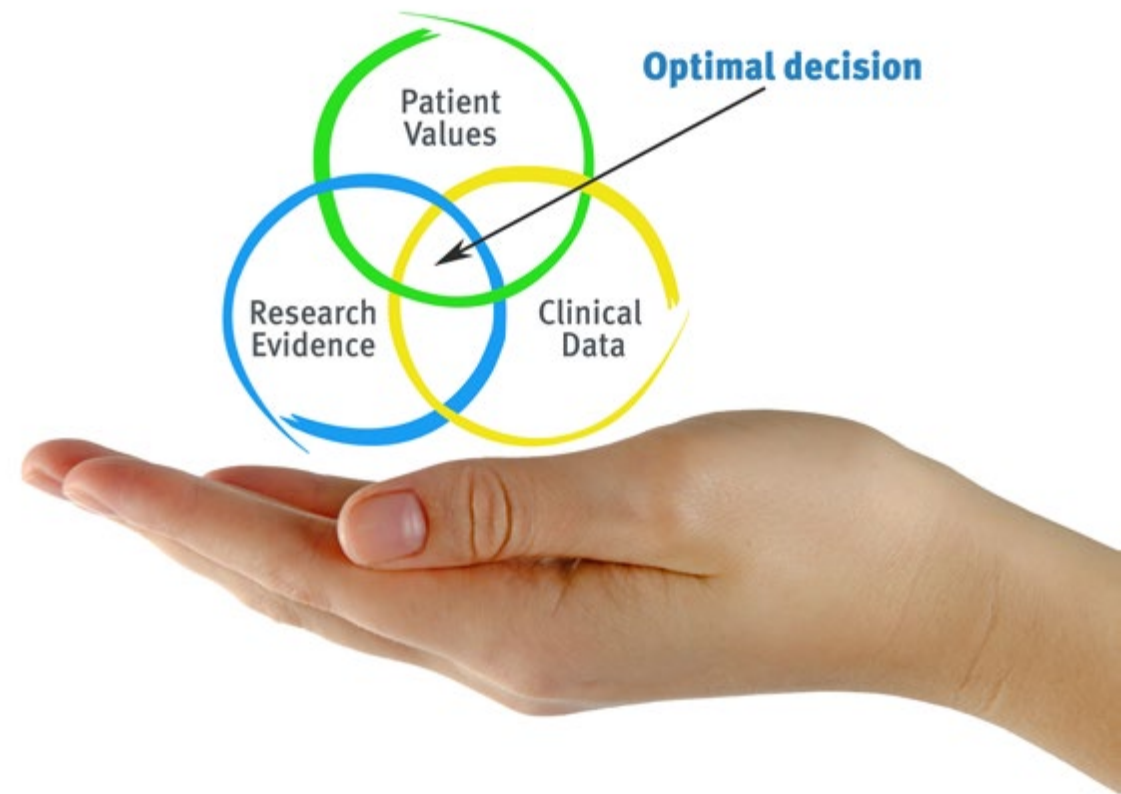 Optimal decision
Patient
Values
Research
Evidence
Clinical
Data